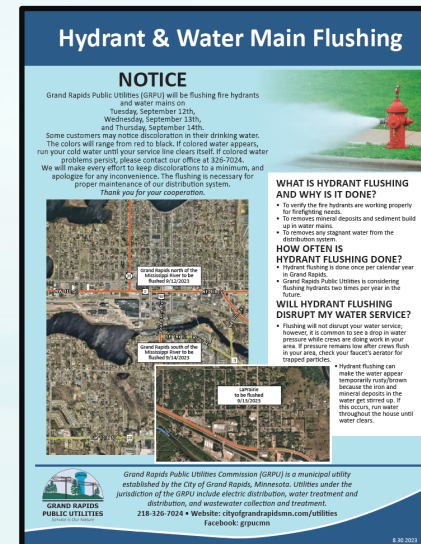 Hydrant & Water Main Flushing
NOTICE
Grand Rapids Public Utilities (GRPU) will be flushing fire hydrants
and water mains on
Tuesday, September 12th,
Wednesday, September 13th,
and Thursday, September 14th.
Some customers may notice discoloration in their drinking water.
The colors will range from red to black. If colored water appears,
run your cold water until your service line clears itself. If colored water
problems persist, please contact our office at 326-7024.
We will make every effort to keep discolorations to a minimum, and
apologize for any inconvenience. The flushing is necessary for
proper maintenance of our distribution system.
Thank you for your cooperation.
Grand Rapids north of the
Mississippi River to be
flushed 9/12/2023
Grand Rapids south of the
Mississippi River to be
flushed 9/14/2023
LaPrairie
to be flushed
9/13/2023
WHAT IS HYDRANT FLUSHING
AND WHY IS IT DONE?
• To verify the fire hydrants are working properly
for firefighting needs.
• To remove mineral deposits and sediment build
up in water mains.
• To removes any stagnant water from the
distribution system.
HOW OFTEN IS
HYDRANT FLUSHING DONE?
• Hydrant flushing is done once per calendar year
in Grand Rapids.
• Grand Rapids Public Utilities is considering
flushing hydrants two times per year in the
future.
WILL HYDRANT FLUSHING
DISRUPT MY WATER SERVICE?
• Flushing will not disrupt your water service;
however, it is common to see a drop in water
pressure while crews are doing work in your
area. If pressure remains low after crews flush
in your area, check your faucet's aerator for
trapped particles.
• Hydrant flushing can
make the water appear
temporarily rusty/brown
because the iron and
mineral deposits in the
water get stirred up. If
this occurs, run water
throughout the house until
water clears.
GRAND RAPIDS
PUBLIC UTILITIES
Service is Our Nature
Grand Rapids Public Utilities Commission (GRPU) is a municipal utility
established by the City of Grand Rapids, Minnesota. Utilities under the
jurisdiction of the GRPU include electric distribution, water treatment and
distribution, and wastewater collection and treatment.
218-326-7024 • Website: cityofgrandrapidsmn.com/utilities
Facebook: grpucmn
8.30.2023